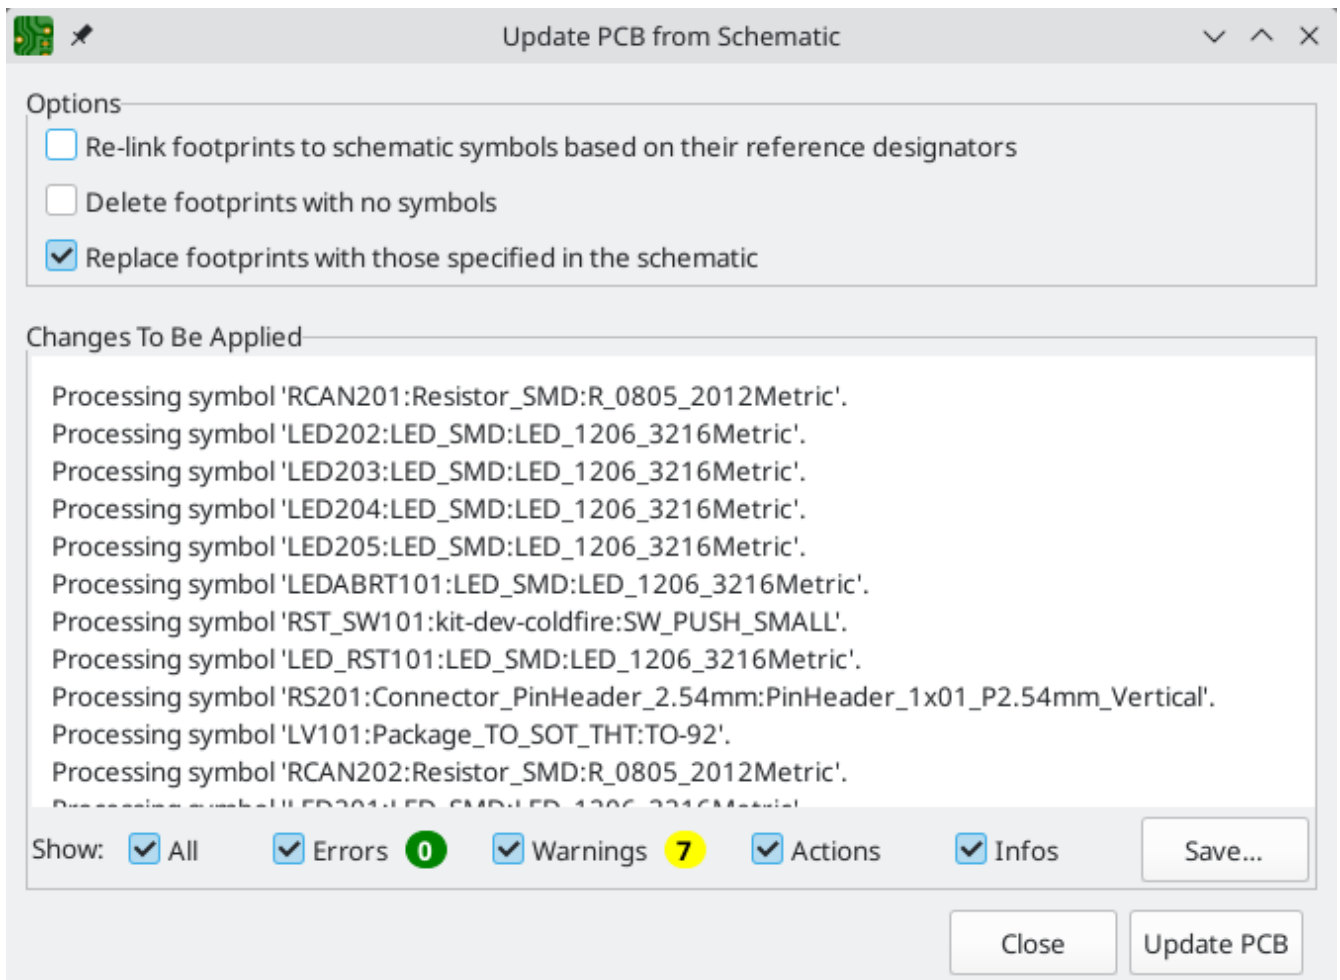 Update PCB from Schematic
Options
Re-link footprints to schematic symbols based on their reference designators
Delete footprints with no symbols
Replace footprints with those specified in the schematic
Changes To Be Applied
Processing symbol 'RCAN201:Resistor_SMD:R_0805_2012Metric'.
Processing symbol 'LED202:LED_SMD:LED_1206_3216Metric'.
Processing symbol 'LED203:LED_SMD:LED_1206_3216Metric'.
Processing symbol 'LED204:LED_SMD:LED_1206_3216Metric'.
Processing symbol 'LED205:LED_SMD:LED_1206_3216Metric'.
Processing symbol 'LEDABRT101:LED_SMD:LED_1206_3216Metric'.
Processing symbol 'RST_SW101:kit-dev-coldfire:SW_PUSH_SMALL'.
Processing symbol 'LED_RST101:LED_SMD:LED_1206_3216Metric'.
Processing symbol 'RS201:Connector_PinHeader_2.54mm:PinHeader_1x01_P2.54mm_Vertical'.
Processing symbol 'LV101:Package_TO_SOT_THT:TO-92'.
Processing symbol 'RCAN202:Resistor_SMD:R_0805_2012Metric'.
Processing symbol 'LED201:LED_SMD:LED_1206_3216Metric'.
Show: All Errors 0 Warnings 7 Actions Infos Save...
Close Update PCB